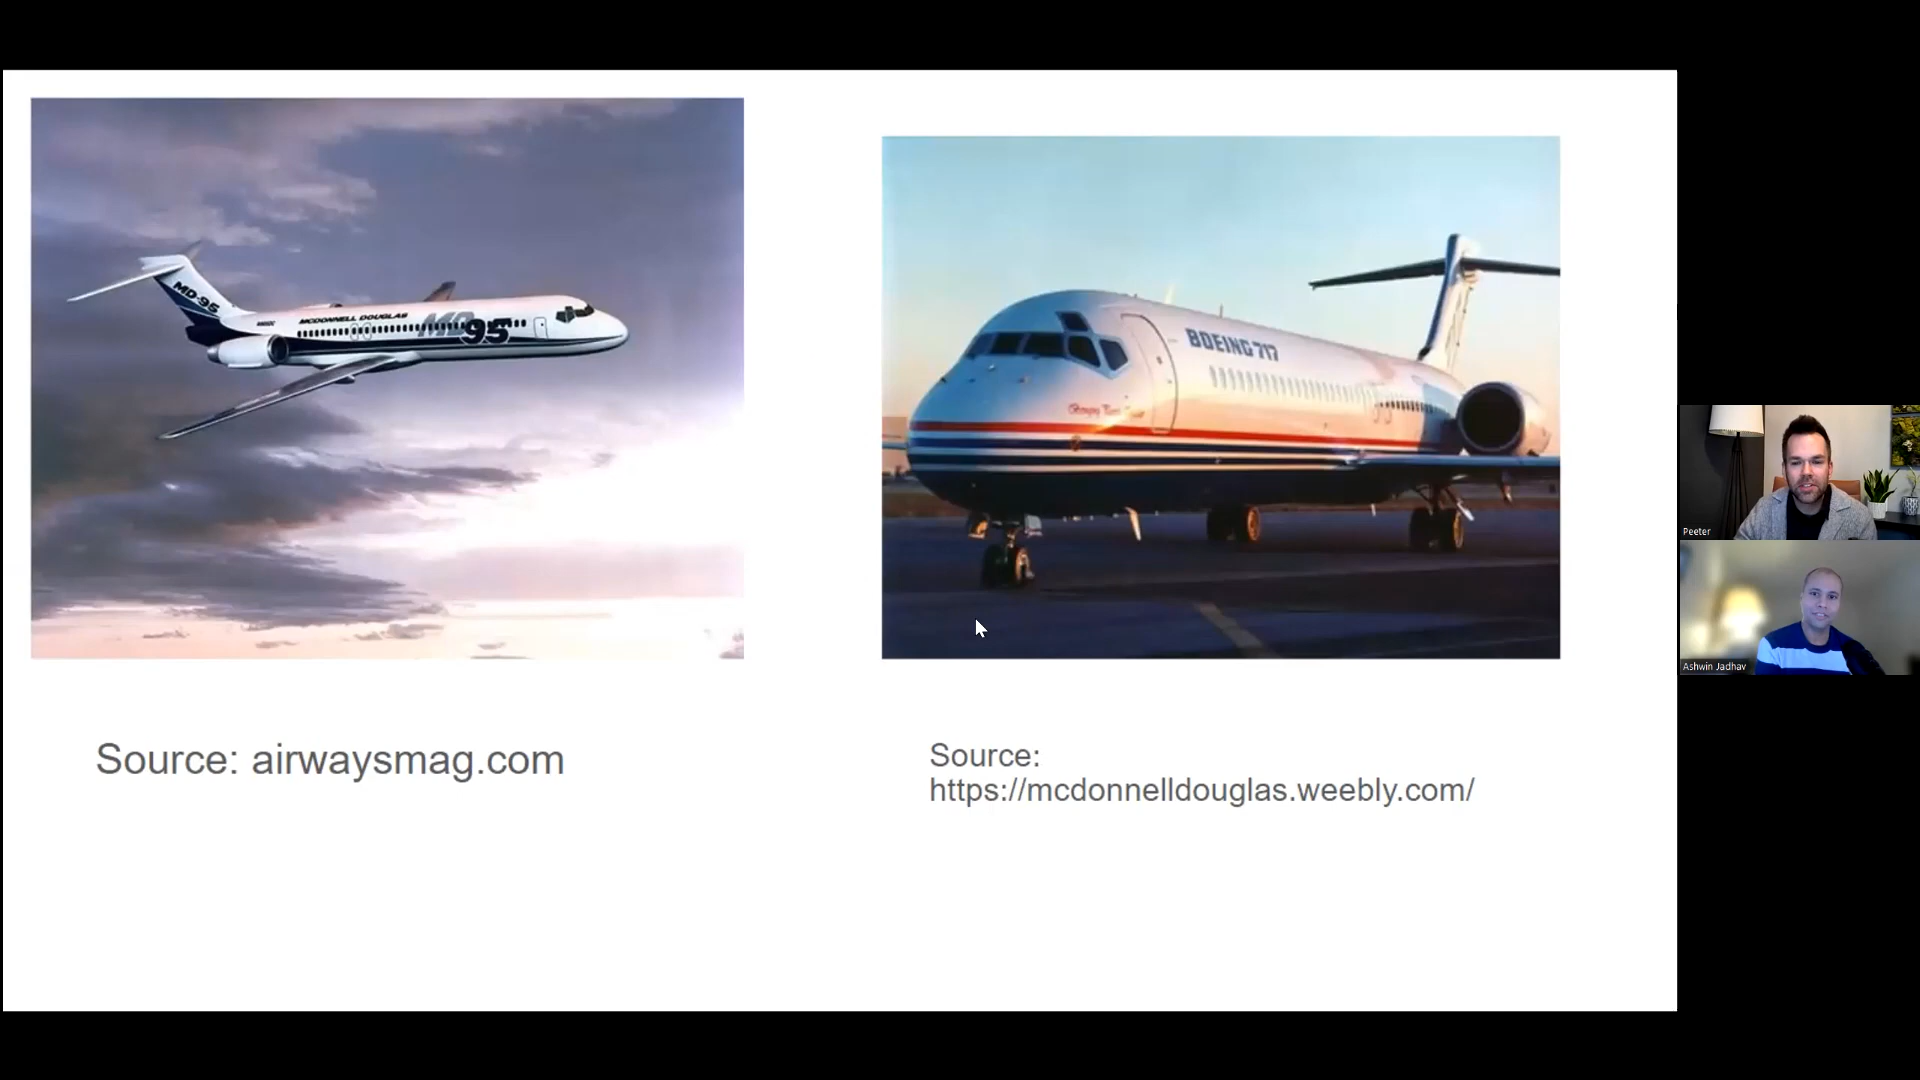 MD-95
MCDONNELL DOUGLAS
MD95
BOEING 717
Source: airwaysmag.com
Source:
https://mcdonnelldouglas.weebly.com/
Peeter
Ashwin Jadhav